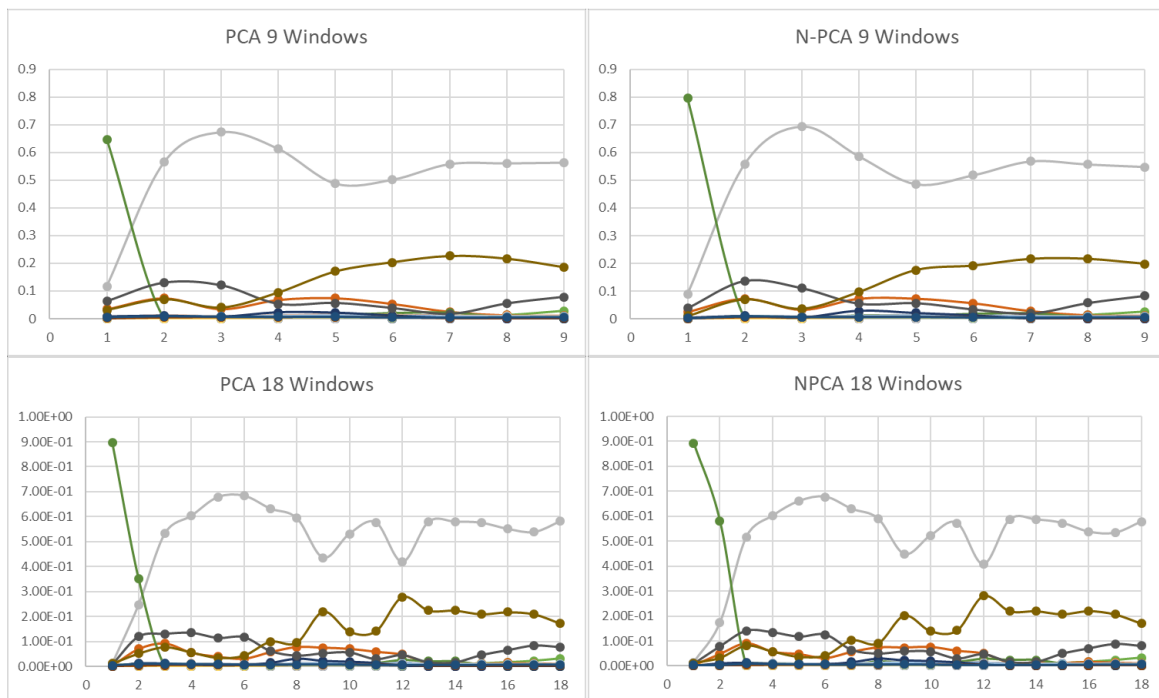 PCA 9 Windows
0.9
0.8
0.7
0.6
0.5
0.4
0.3
0.2
0.1
0
0 1 2 3 4 5 6 7 8 9
N-PCA 9 Windows
0.9
0.8
0.7
0.6
0.5
0.4
0.3
0.2
0.1
0
0 1 2 3 4 5 6 7 8 9
PCA 18 Windows
1.00E+00
9.00E-01
8.00E-01
7.00E-01
6.00E-01
5.00E-01
4.00E-01
3.00E-01
2.00E-01
1.00E-01
0.00E+00
0 2 4 6 8 10 12 14 16 18
NPCA 18 Windows
1.00E+00
9.00E-01
8.00E-01
7.00E-01
6.00E-01
5.00E-01
4.00E-01
3.00E-01
2.00E-01
1.00E-01
0.00E+00
0 2 4 6 8 10 12 14 16 18